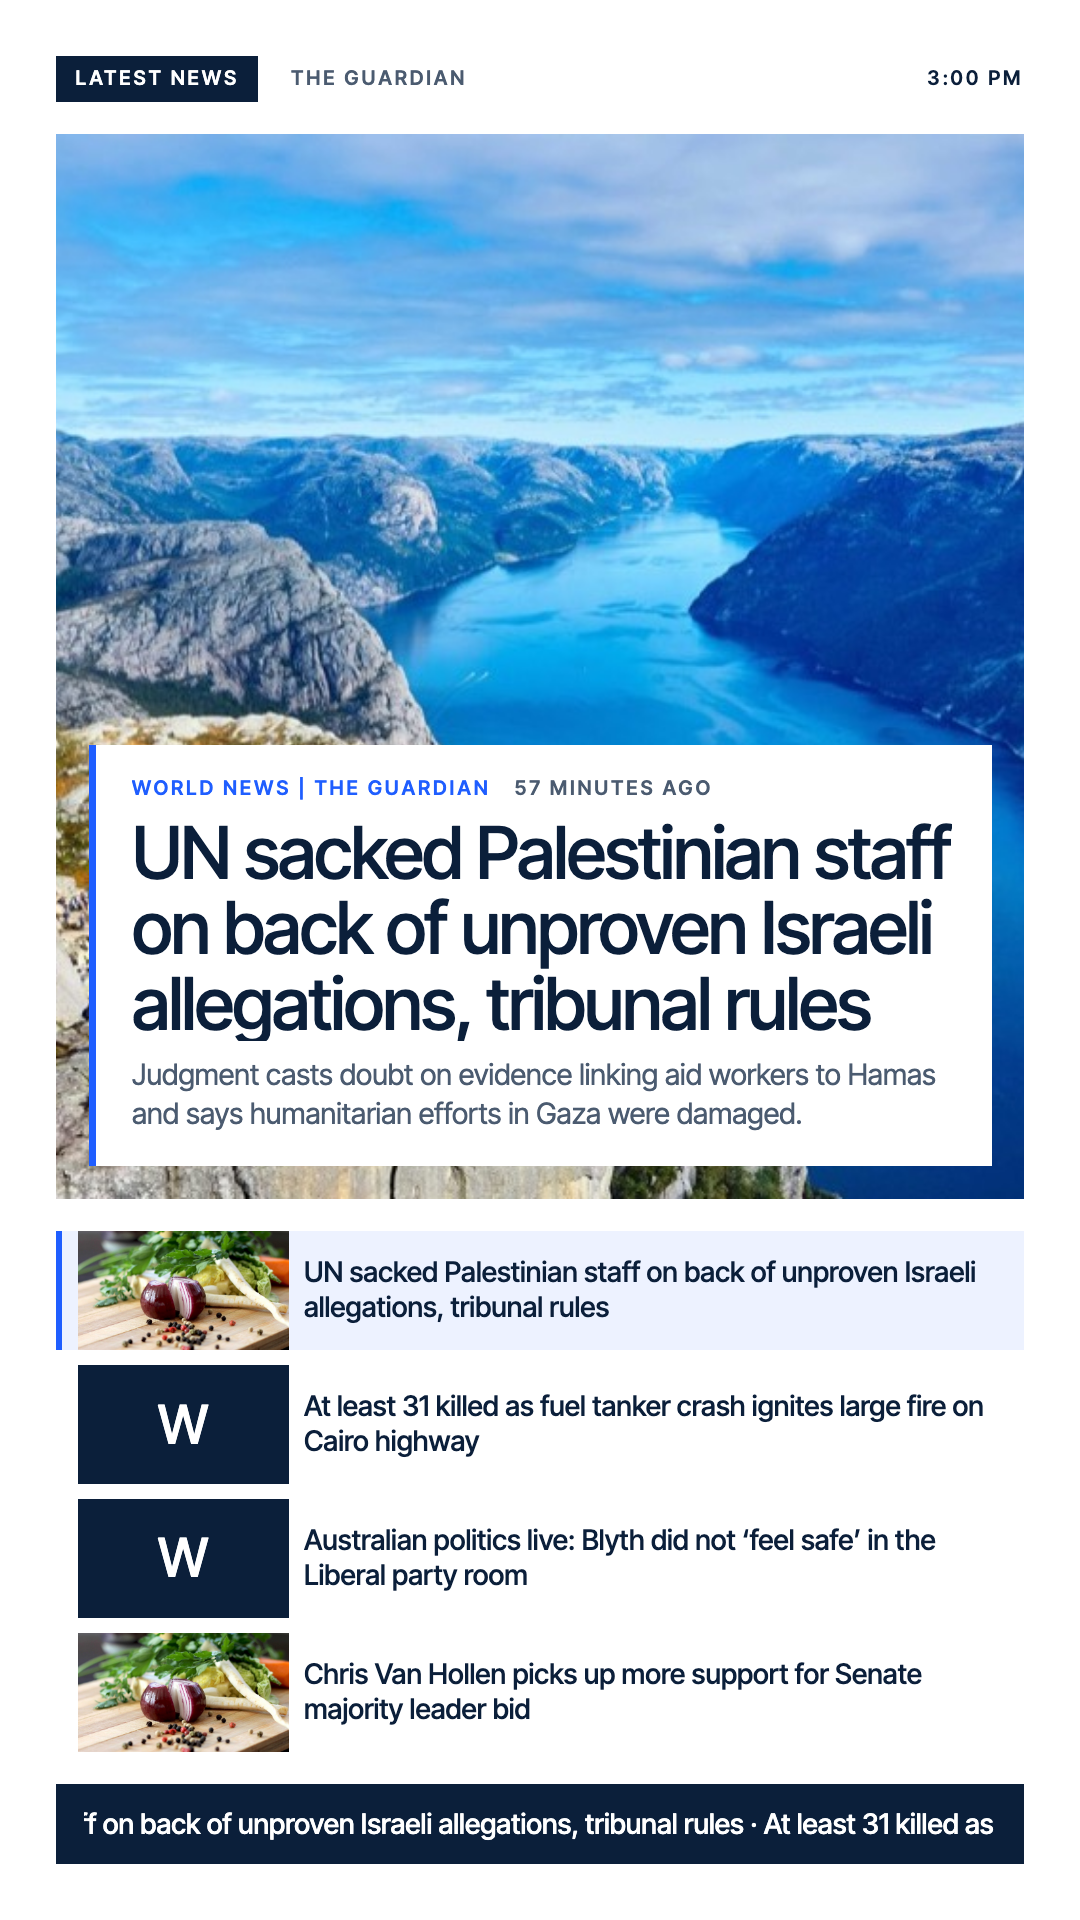 LATEST NEWS THE GUARDIAN 3:00 PM
WORLD NEWS | THE GUARDIAN 57 MINUTES AGO
UN sacked Palestinian staff
on back of unproven Israeli
allegations, tribunal rules
Judgment casts doubt on evidence linking aid workers to Hamas
and says humanitarian efforts in Gaza were damaged.
UN sacked Palestinian staff on back of unproven Israeli
allegations, tribunal rules
W
At least 31 killed as fuel tanker crash ignites large fire on
Cairo highway
W
Australian politics live: Blyth did not ‘feel safe’ in the
Liberal party room
Chris Van Hollen picks up more support for Senate
majority leader bid
on back of unproven Israeli allegations, tribunal rules · At least 31 killed as